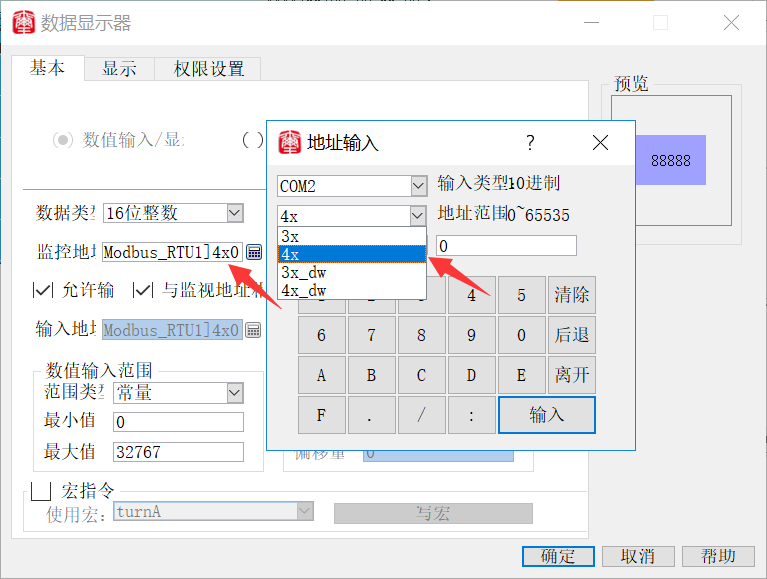 数据显示器
基本 显示 权限设置
数值输入/显
( )
预览
88888
数据类 16位整数
监控地 Modbus_RTU1]4x0
允许输 与监视地址
输入地 Modbus_RTU1]4x0
数值输入范围
范围类 常量
最小值 0
最大值 32767
偏移量 0
宏指令
使用宏: turnA 写宏
确定 取消 帮助
地址输入 ?
COM2 输入类型10进制
4x 地址范围0~65535
3x
4x 0
3x_dw
4x_dw
4 5 清除
6 7 8 9 0 后退
A B C D E 离开
F . / : 输入